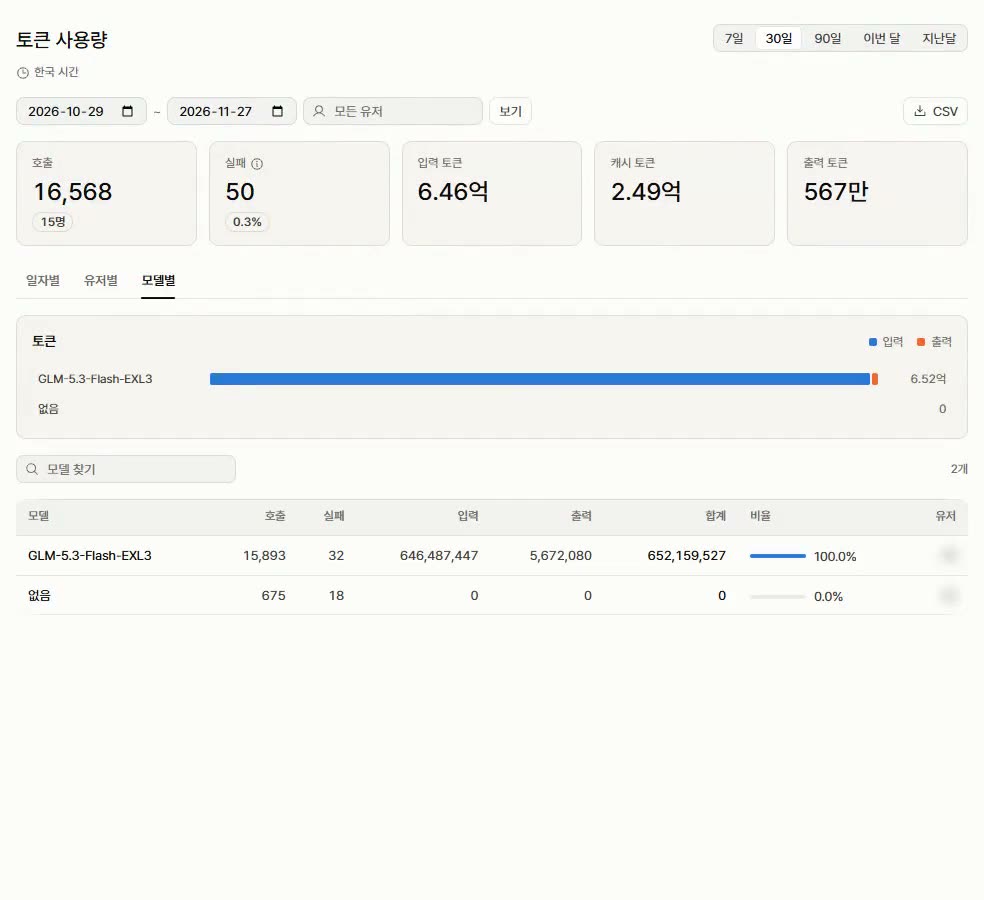 토큰 사용량
7일 30일 90일 이번 달 지난달
한국 시간
2026-10-29 ~ 2026-11-27 모든 유저 보기 CSV
호출 실패 입력 토큰 캐시 토큰 출력 토큰
16,568 50 6.46억 2.49억 567만
15명 0.3%
일자별 유저별 모델별
토큰 입력 출력
GLM-5.3-Flash-EXL3 6.52억
없음 0
모델 찾기 2개
모델 호출 실패 입력 출력 합계 비율 유저
GLM-5.3-Flash-EXL3 15,893 32 646,487,447 5,672,080 652,159,527 100.0%
없음 675 18 0 0 0 0.0%